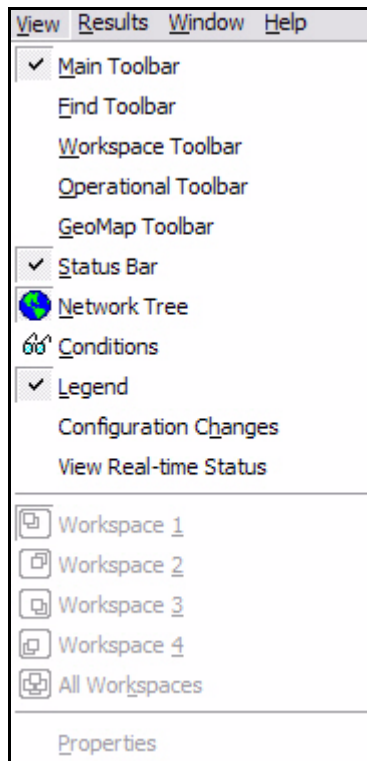 View Results Window Help
Main Toolbar
Find Toolbar
Workspace Toolbar
Operational Toolbar
GeoMap Toolbar
Status Bar
Network Tree
Conditions
Legend
Configuration Changes
View Real-time Status
Workspace 1
Workspace 2
Workspace 3
Workspace 4
All Workspaces
Properties